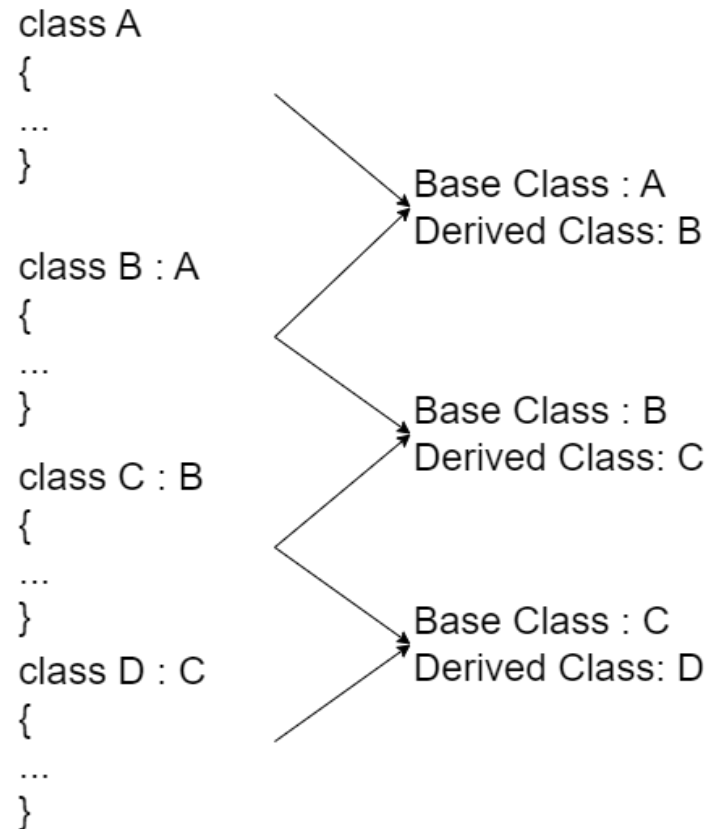 class A
{
...
}
class B : A
{
...
}
class C : B
{
...
}
class D : C
{
...
}
Base Class : A
Derived Class: B
Base Class : B
Derived Class: C
Base Class : C
Derived Class: D